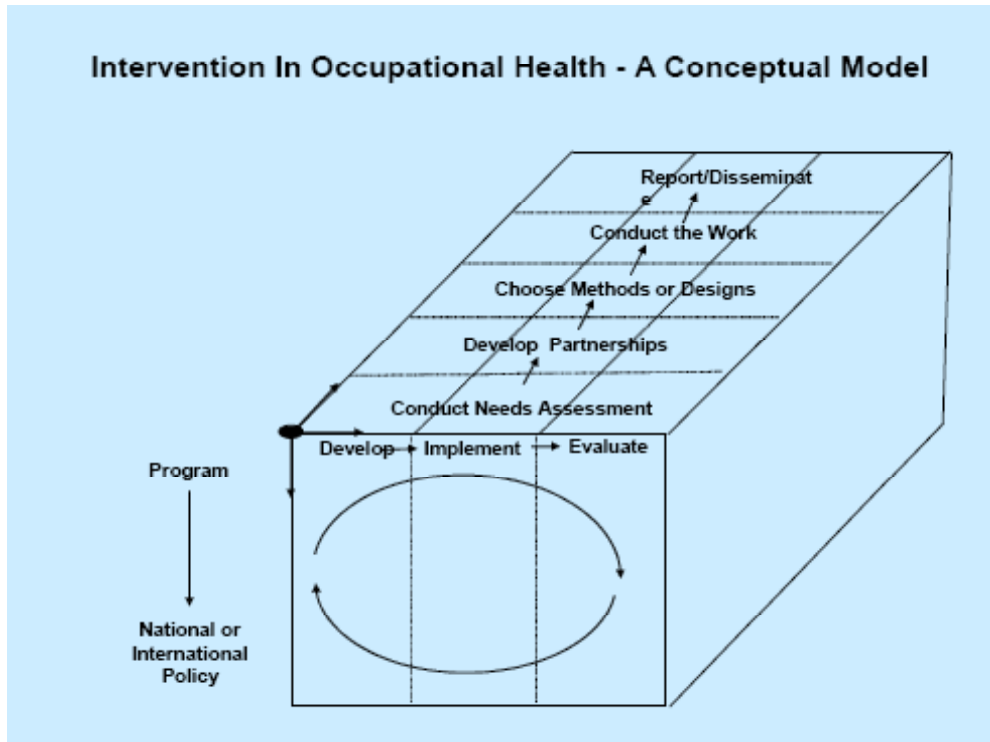 Intervention In Occupational Health - A Conceptual Model
Report/Disseminat
e
Conduct the Work
Choose Methods or Designs
Develop Partnerships
Conduct Needs Assessment
Develop Implement Evaluate
Program
National or
International
Policy